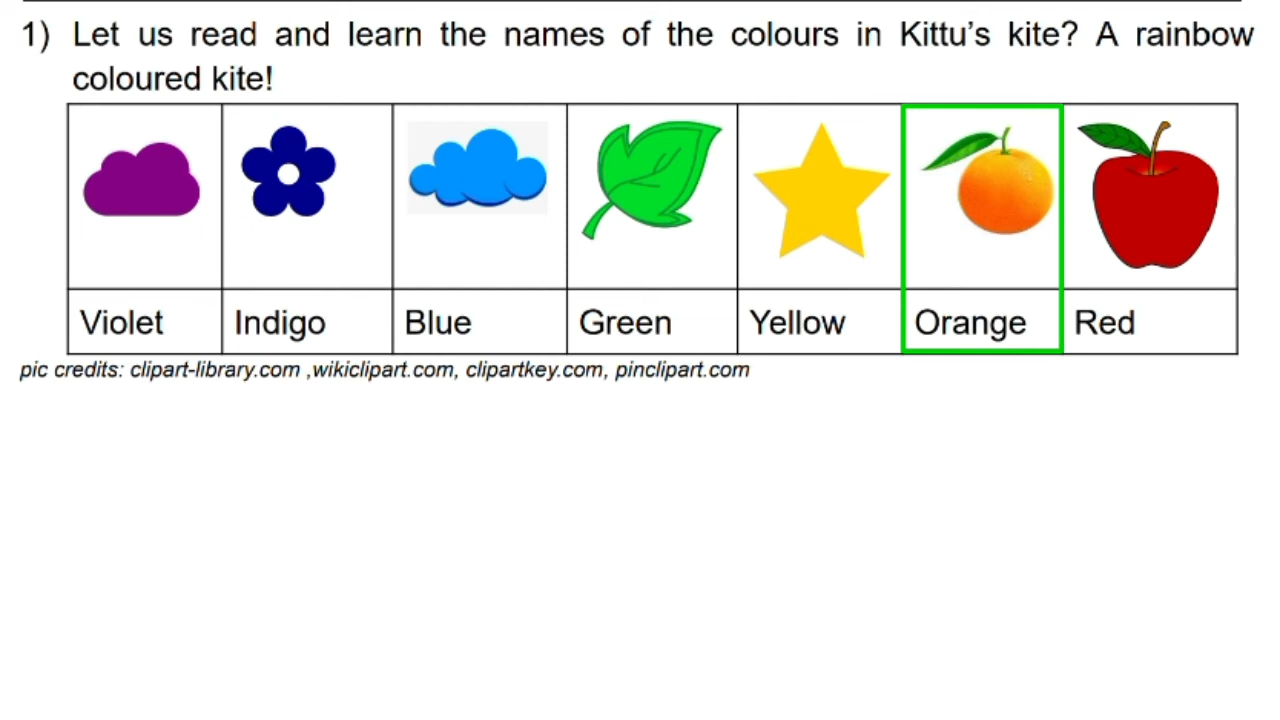 1) Let us read and learn the names of the colours in Kittu’s kite? A rainbow
coloured kite!
Violet Indigo Blue Green Yellow Orange Red
pic credits: clipart-library.com ,wikiclipart.com, clipartkey.com, pinclipart.com